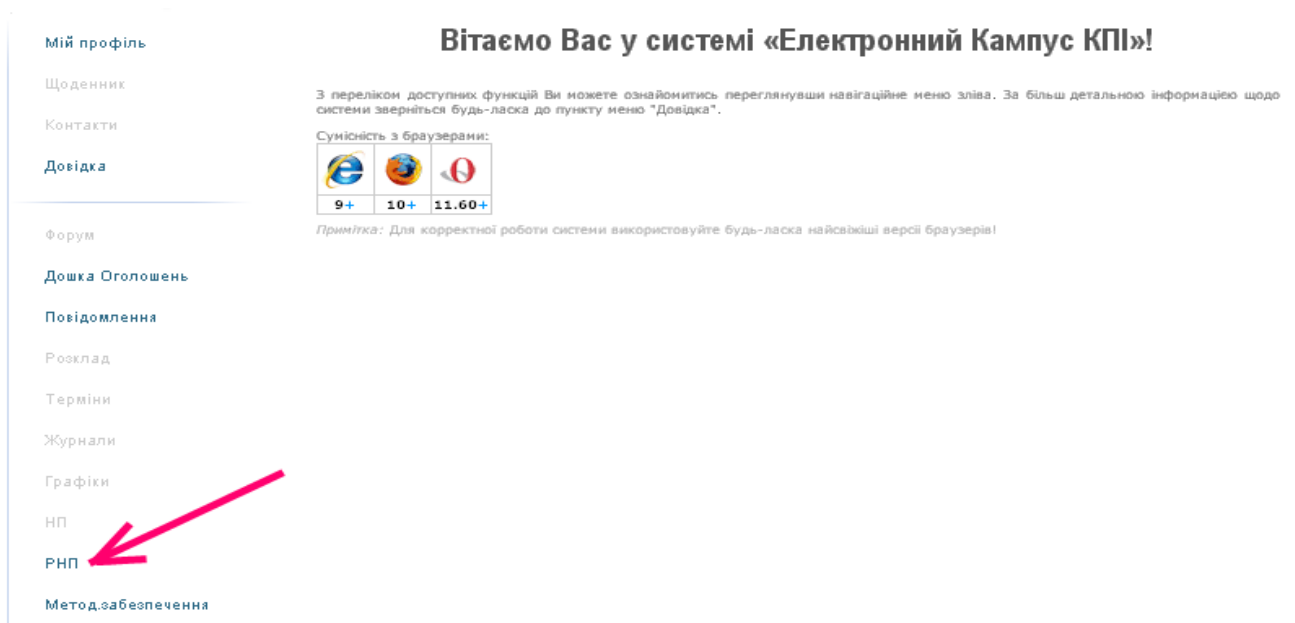 Мій профіль
Щоденник
Контакти
Довідка
Форум
Дошка Оголошень
Повідомлення
Розклад
Терміни
Журнали
Графіки
НП
РНП
Метод.забезпечення
Вітаємо Вас у системі «Електронний Кампус КПІ»!
З переліком доступних функцій Ви можете ознайомитись переглянувши навігаційне меню зліва. За більш детальною інформацією щодо
системи зверніться будь-ласка до пункту меню "Довідка".
Сумісність з браузерами:
9+ 10+ 11.60+
Примітка: Для корректної роботи системи використовуйте будь-ласка найсвіжіші версії браузерів!